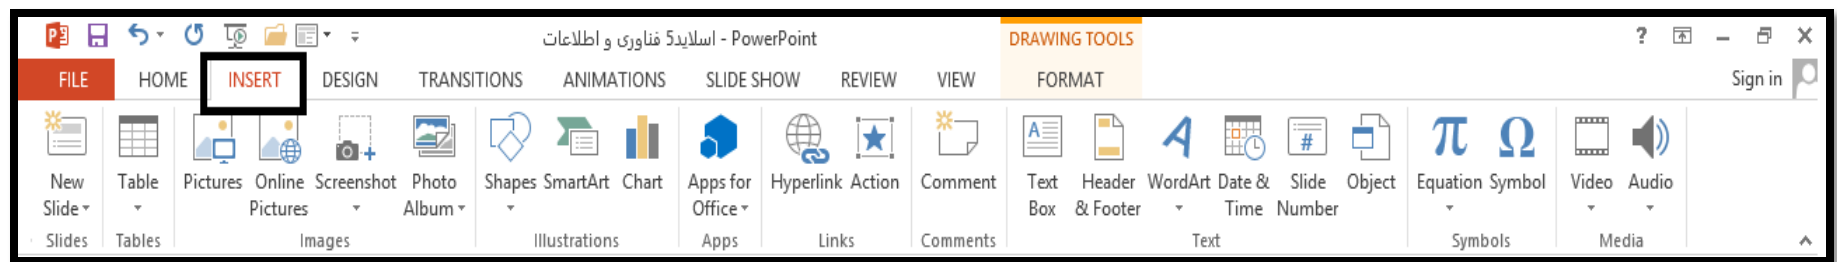 اسلاید5 فناوری و اطلاعات - PowerPoint
DRAWING TOOLS
?
FILE HOME INSERT DESIGN TRANSITIONS ANIMATIONS SLIDE SHOW REVIEW VIEW FORMAT Sign in
New Slide Table Pictures Online Pictures Screenshot Photo Album Shapes SmartArt Chart Apps for Office Hyperlink Action Comment Text Box Header & Footer WordArt Date & Time Slide Number Object Equation Symbol Video Audio
Slides Tables Images Illustrations Apps Links Comments Text Symbols Media